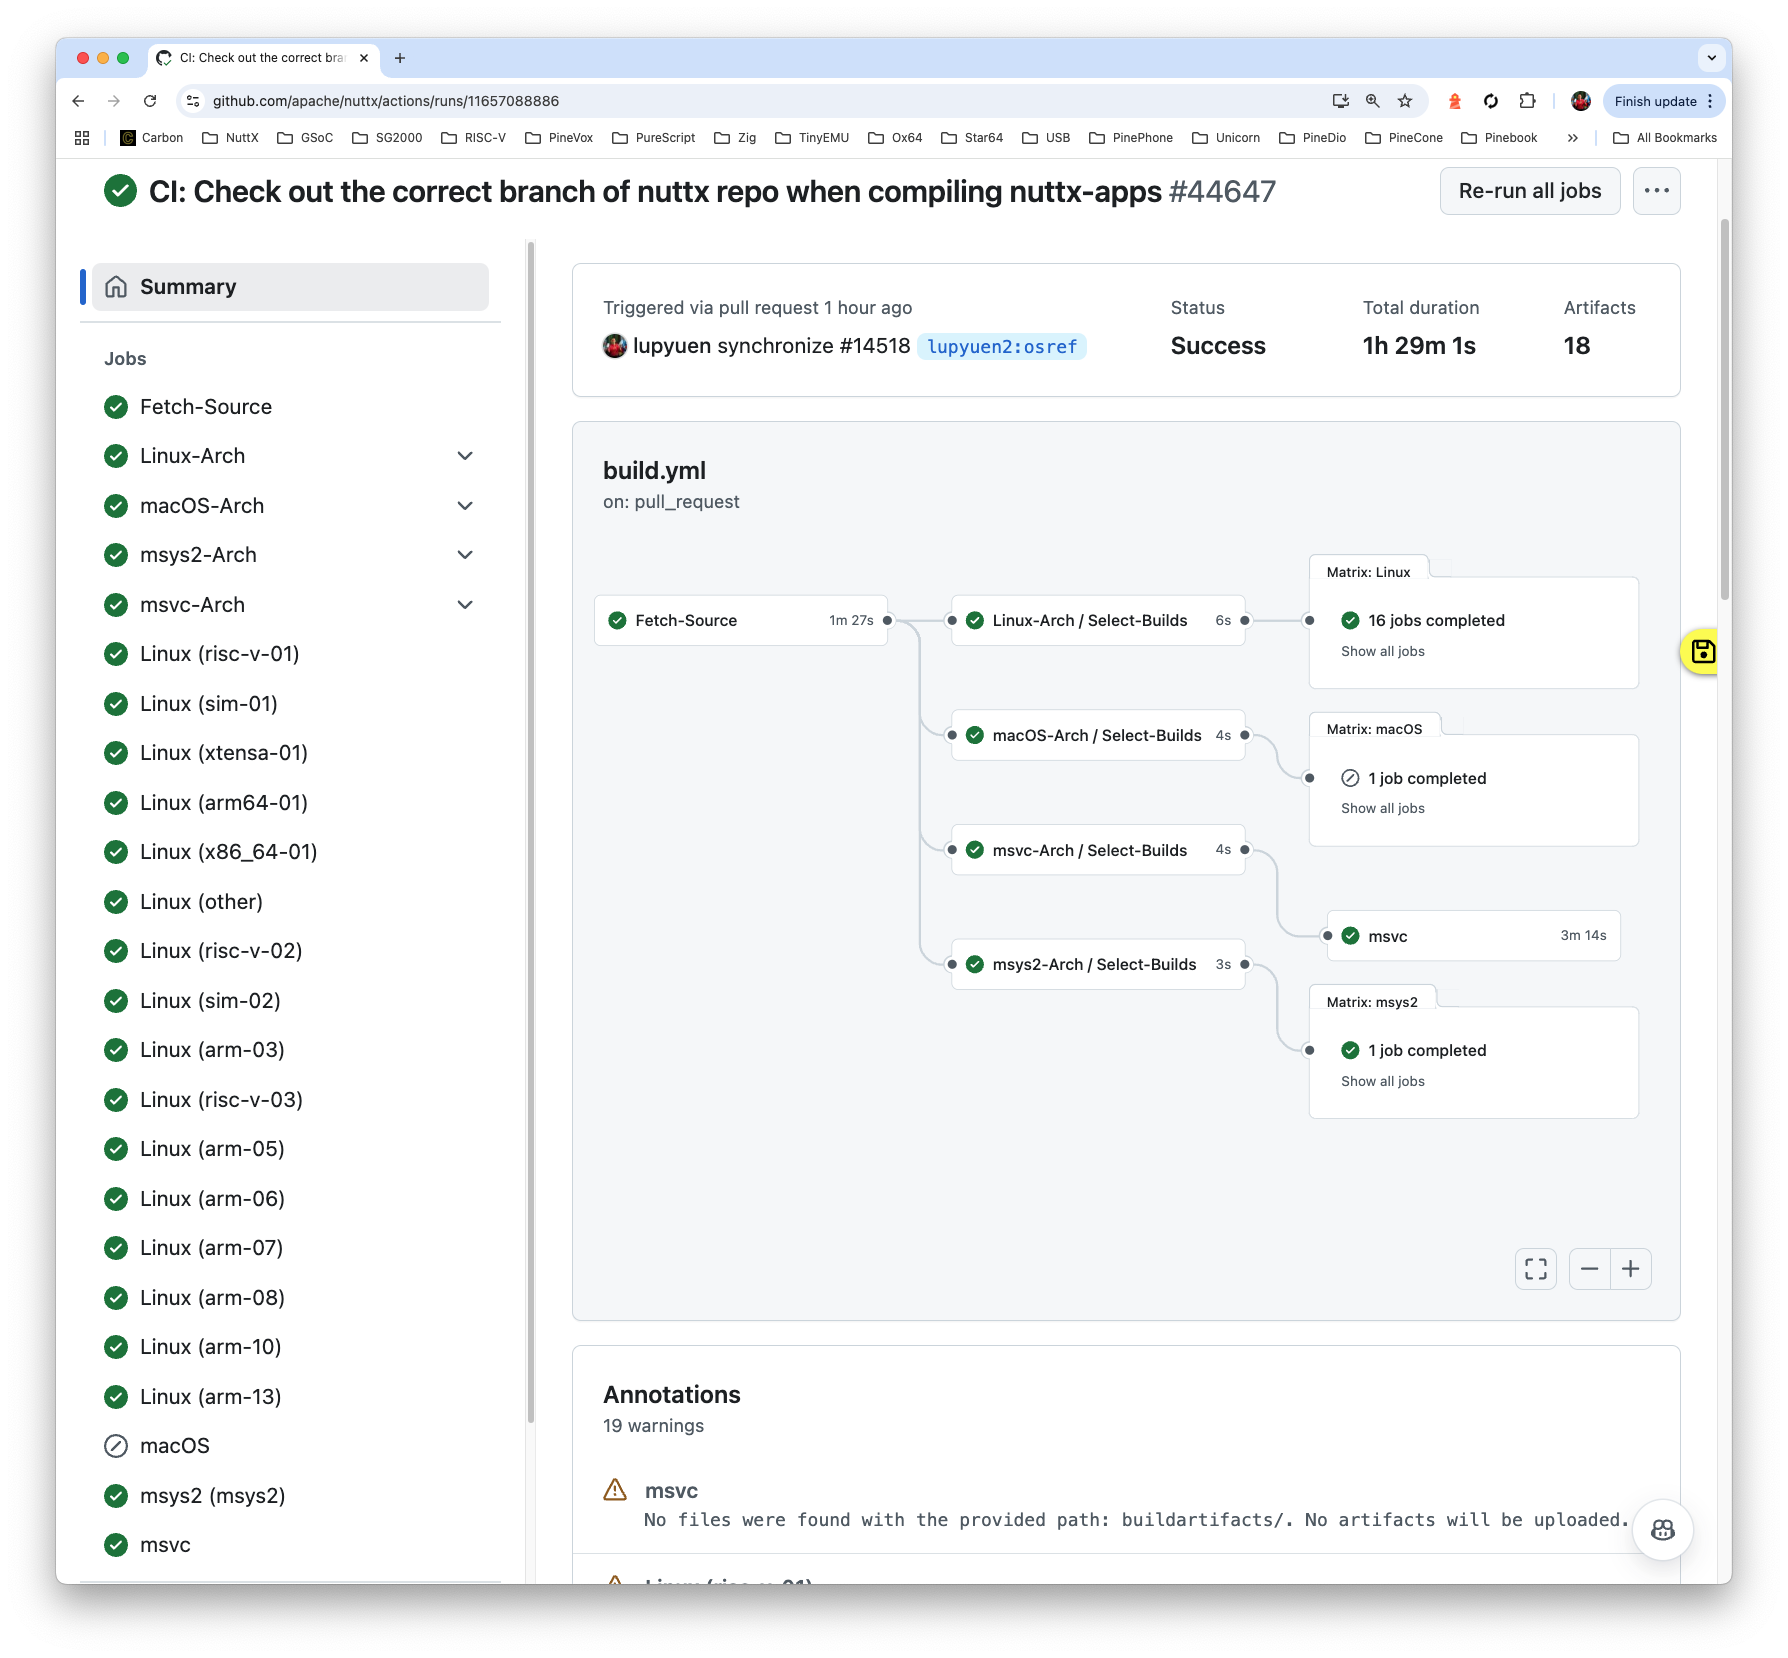 CI: Check out the correct bra
github.com/apache/nuttx/actions/runs/11657088886
Finish update
Carbon NuttX GSoC SG2000 RISC-V PineVox PureScript Zig TinyEMU Ox64 Star64 USB PinePhone Unicorn PineDio PineCone Pinebook » All Bookmarks
CI: Check out the correct branch of nuttx repo when compiling nuttx-apps #44647
Re-run all jobs
Summary
Jobs
Fetch-Source
Linux-Arch
macOS-Arch
msys2-Arch
msvc-Arch
Linux (risc-v-01)
Linux (sim-01)
Linux (xtensa-01)
Linux (arm64-01)
Linux (x86_64-01)
Linux (other)
Linux (risc-v-02)
Linux (sim-02)
Linux (arm-03)
Linux (risc-v-03)
Linux (arm-05)
Linux (arm-06)
Linux (arm-07)
Linux (arm-08)
Linux (arm-10)
Linux (arm-13)
macOS
msys2 (msys2)
msvc
Triggered via pull request 1 hour ago
lupyuen synchronize #14518 lupyuen2:osref
Status
Success
Total duration
1h 29m 1s
Artifacts
18
build.yml
on: pull_request
Fetch-Source 1m 27s
Linux-Arch / Select-Builds 6s
Matrix: Linux
16 jobs completed
Show all jobs
macOS-Arch / Select-Builds 4s
Matrix: macOS
1 job completed
Show all jobs
msvc-Arch / Select-Builds 4s
msvc 3m 14s
msys2-Arch / Select-Builds 3s
Matrix: msys2
1 job completed
Show all jobs
Annotations
19 warnings
msvc
No files were found with the provided path: buildartifacts/. No artifacts will be uploaded.